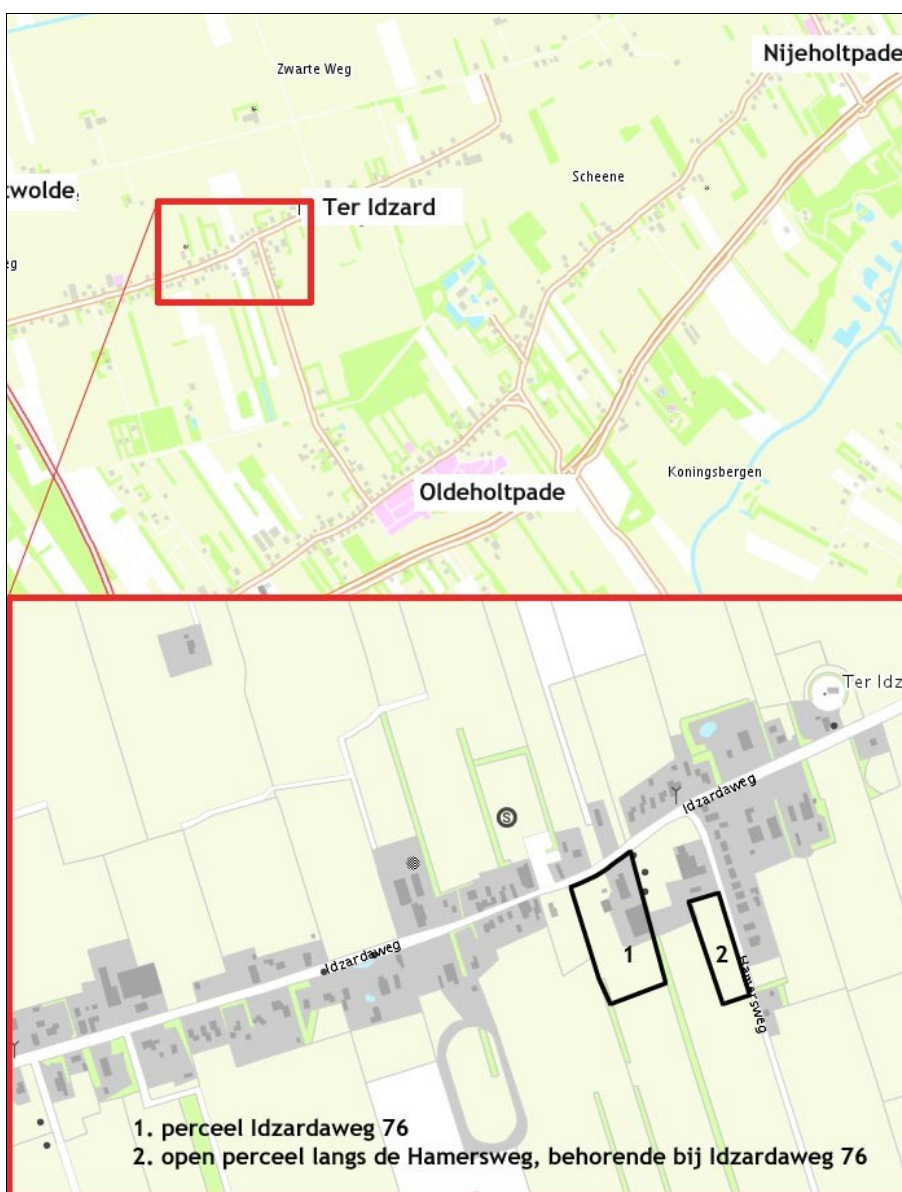 Nijeholtpade
Zwarte Weg
Scheene
twolde
Ter Idzard
eg
Koningsbergen
Oldeholtpade
Ter Idz
Idzardaweg
S
Idzardaweg
1
2
Hamersweg
1. perceel Idzardaweg 76
2. open perceel langs de Hamersweg, behorende bij Idzardaweg 76